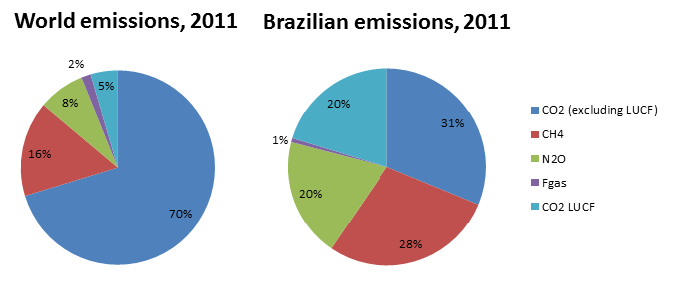 World emissions, 2011
2%
5%
8%
16%
70%
Brazilian emissions, 2011
20%
31%
1%
20%
28%
CO2 (excluding LUCF)
CH4
N2O
Fgas
CO2 LUCF